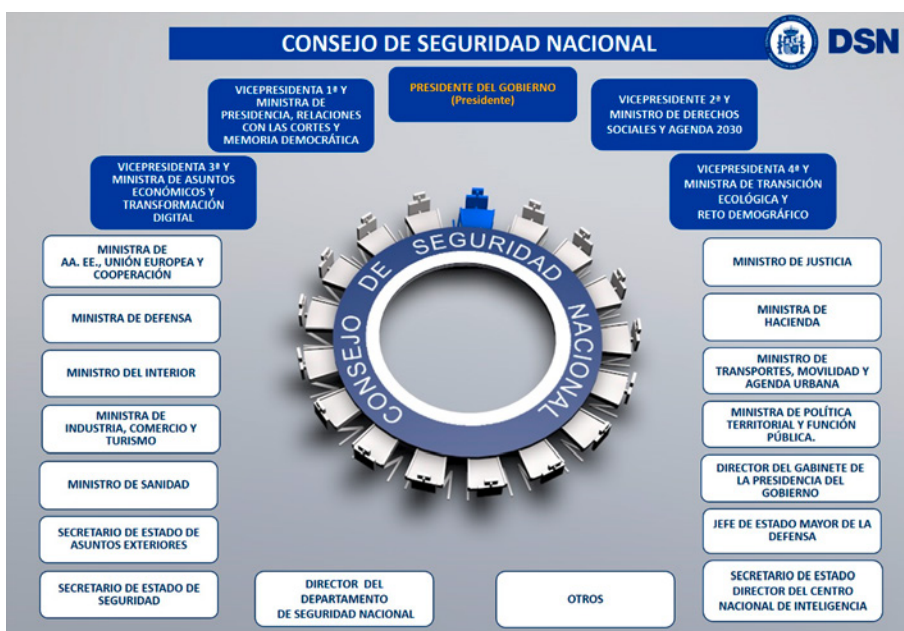 CONSEJO DE SEGURIDAD NACIONAL
DSN
PRESIDENTE DEL GOBIERNO
(Presidente)
VICEPRESIDENTA 1ª Y
MINISTRA DE
PRESIDENCIA, RELACIONES
CON LAS CORTES Y
MEMORIA DEMOCRÁTICA
VICEPRESIDENTE 2ª Y
MINISTRO DE DERECHOS
SOCIALES Y AGENDA 2030
VICEPRESIDENTA 3ª Y
MINISTRA DE ASUNTOS
ECONÓMICOS Y
TRANSFORMACIÓN
DIGITAL
VICEPRESIDENTA 4ª Y
MINISTRA DE TRANSICIÓN
ECOLÓGICA Y
RETO DEMOGRÁFICO
MINISTRA DE
AA. EE., UNIÓN EUROPEA Y
COOPERACIÓN
MINISTRA DE DEFENSA
MINISTRO DEL INTERIOR
MINISTRA DE
INDUSTRIA, COMERCIO Y
TURISMO
MINISTRO DE SANIDAD
SECRETARIO DE ESTADO DE
ASUNTOS EXTERIORES
SECRETARIO DE ESTADO DE
SEGURIDAD
CONSEJO DE SEGURIDAD NACIONAL
MINISTRO DE JUSTICIA
MINISTRA DE
HACIENDA
MINISTRO DE
TRANSPORTES, MOVILIDAD Y
AGENDA URBANA
MINISTRA DE POLÍTICA
TERRITORIAL Y FUNCIÓN
PÚBLICA.
DIRECTOR DEL GABINETE DE
LA PRESIDENCIA DEL
GOBIERNO
JEFE DE ESTADO MAYOR DE LA
DEFENSA
SECRETARIO DE ESTADO
DIRECTOR DEL CENTRO
NACIONAL DE INTELIGENCIA
DIRECTOR DEL
DEPARTAMENTO
DE SEGURIDAD NACIONAL
OTROS